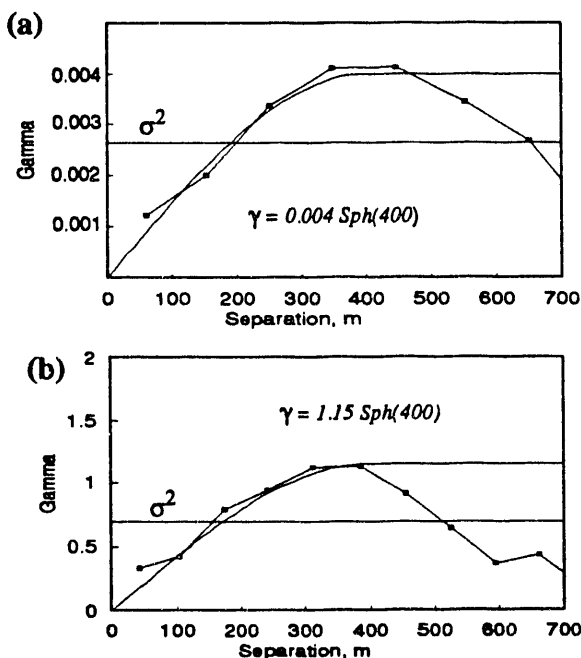 (a)
0.004
0.003
0.002
0.001
Gamma
σ²
γ = 0.004 Sph(400)
0 100 200 300 400 500 600 700
Separation, m
(b)
2
1.5
1
0.5
0
Gamma
σ²
γ = 1.15 Sph(400)
0 100 200 300 400 500 600 700
Separation, m